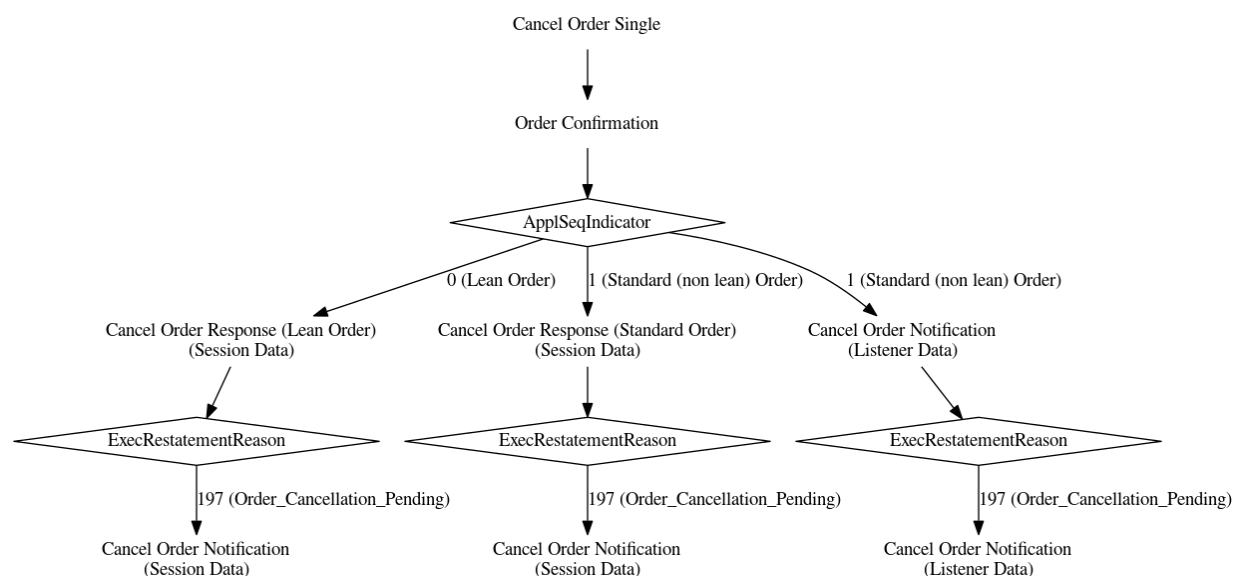 Cancel Order Single
Order Confirmation
ApplSeqIndicator
0 (Lean Order)
1 (Standard (non lean) Order)
1 (Standard (non lean) Order)
Cancel Order Response (Lean Order)
(Session Data)
Cancel Order Response (Standard Order)
(Session Data)
Cancel Order Notification
(Listener Data)
ExecRestatementReason
ExecRestatementReason
ExecRestatementReason
197 (Order_Cancellation_Pending)
197 (Order_Cancellation_Pending)
197 (Order_Cancellation_Pending)
Cancel Order Notification
(Session Data)
Cancel Order Notification
(Session Data)
Cancel Order Notification
(Listener Data)